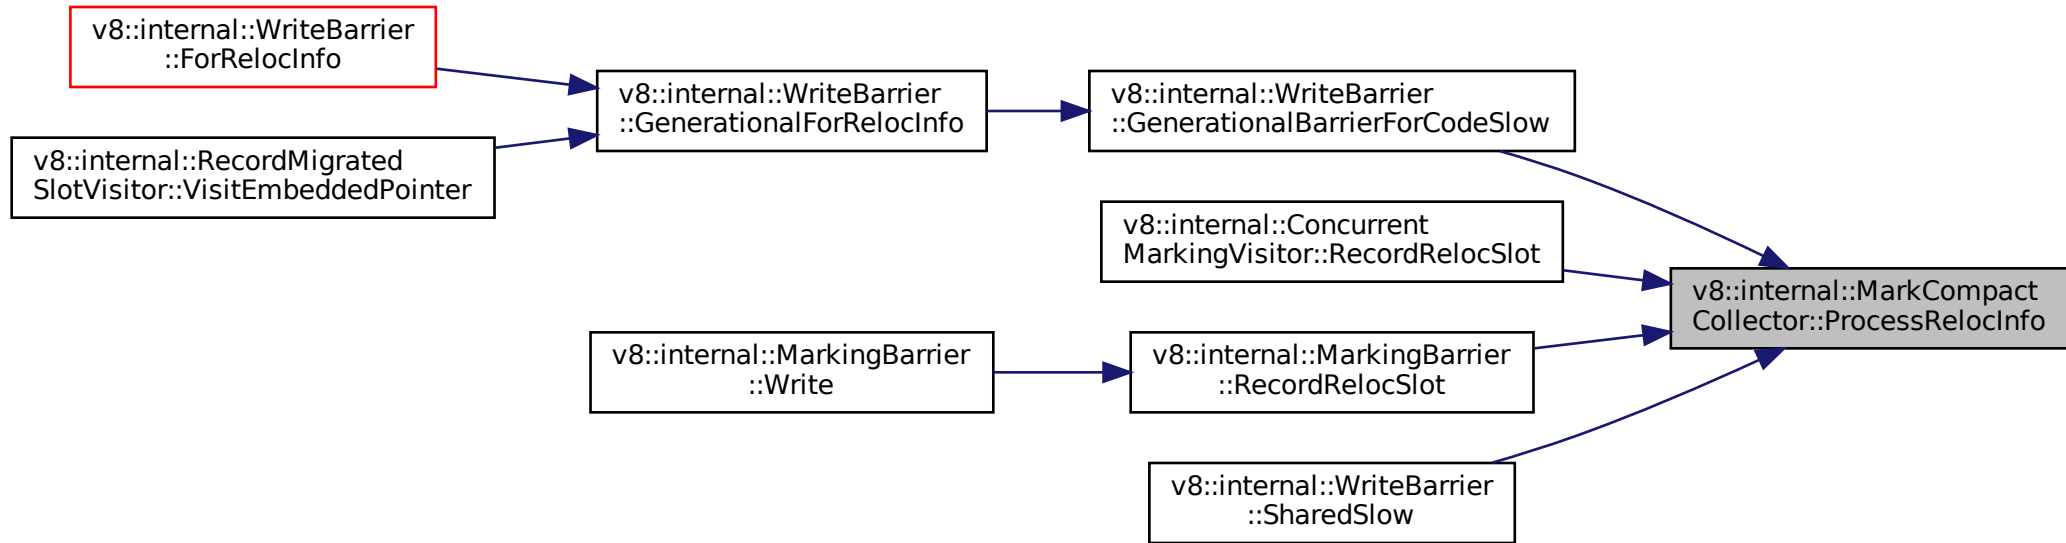 v8::internal::WriteBarrier
::ForRelocInfo
v8::internal::RecordMigrated
SlotVisitor::VisitEmbeddedPointer
v8::internal::WriteBarrier
::GenerationalForRelocInfo
v8::internal::WriteBarrier
::GenerationalBarrierForCodeSlow
v8::internal::Concurrent
MarkingVisitor::RecordRelocSlot
v8::internal::MarkingBarrier
::Write
v8::internal::MarkingBarrier
::RecordRelocSlot
v8::internal::WriteBarrier
::SharedSlow
v8::internal::MarkCompact
Collector::ProcessRelocInfo